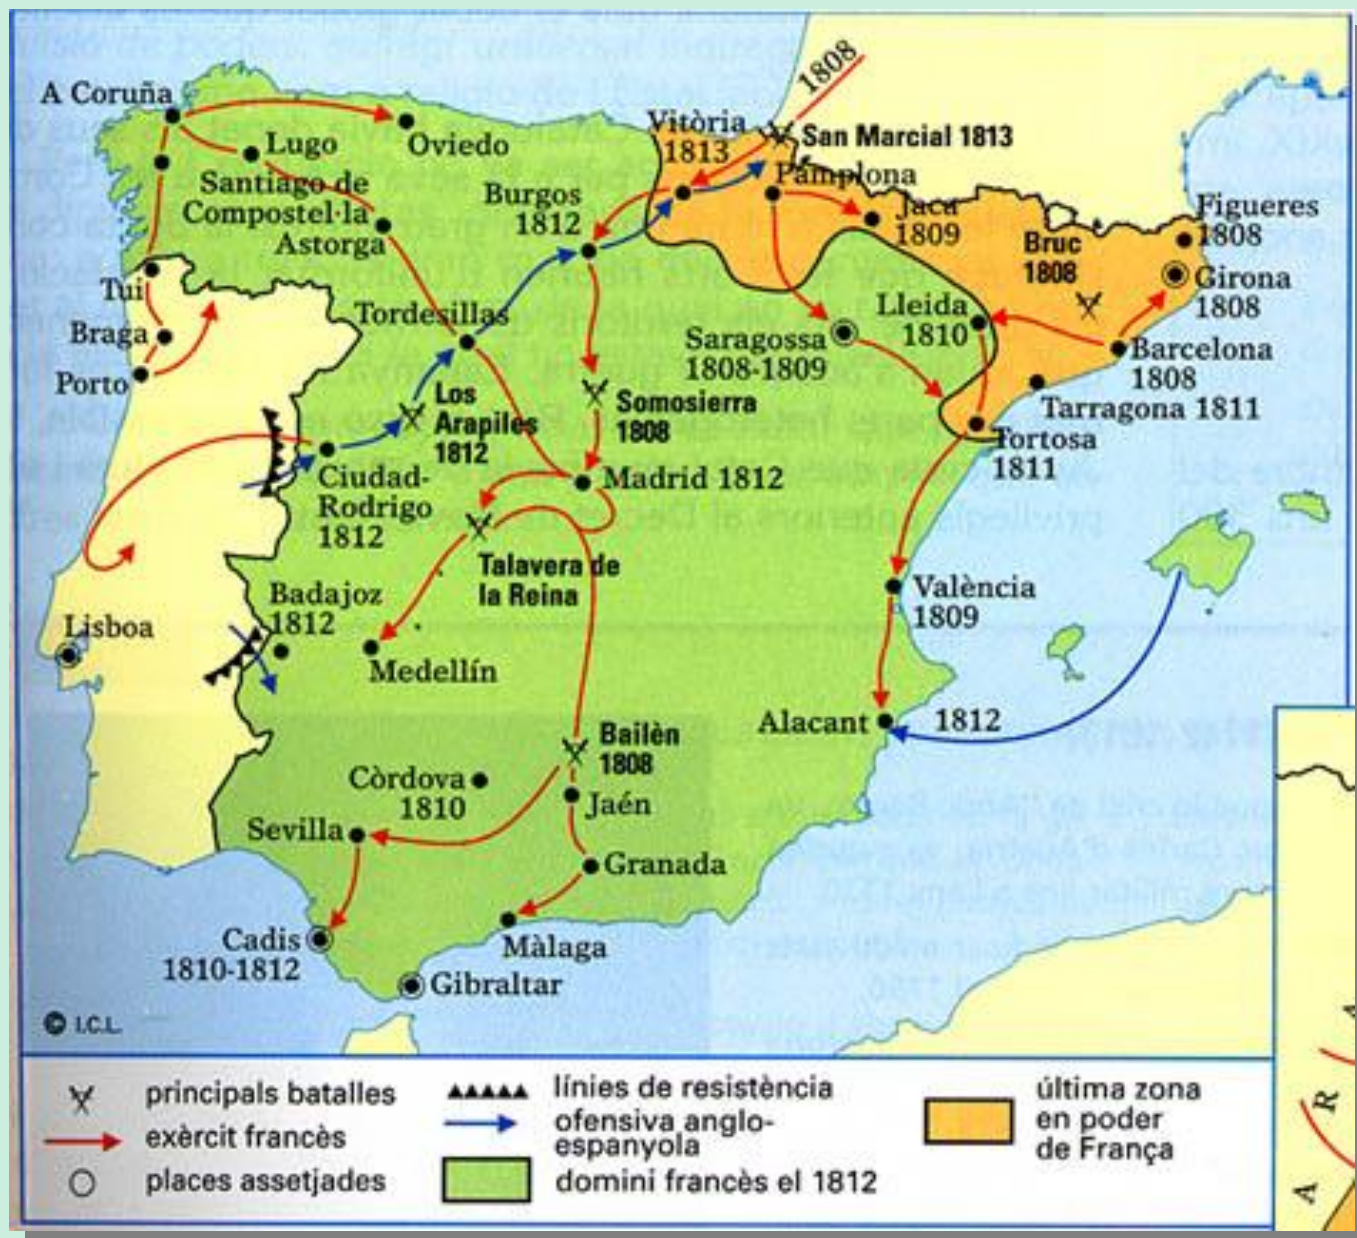 1808
A Coruña
Lugo
Oviedo
Santiago de
Compostel·la
Astorga
Vitòria
1813
San Marcial 1813
Pamplona
Burgos
1812
Jaca
1809
Figueres
1808
Bruc
1808
Girona
1808
Tui
Braga
Porto
Tordesillas
Lleida
1810
Saragossa
1808-1809
Barcelona
1808
Tarragona 1811
Tortosa
1811
Los
Arapiles
1812
Somosierra
1808
Ciudad-
Rodrigo
1812
Madrid 1812
Talavera de
la Reina
Badajoz
1812
Lisboa
Medellín
València
1809
Alacant
1812
Bailèn
1808
Còrdova
1810
Jaén
Sevilla
Granada
Cadis
1810-1812
Màlaga
Gibraltar
© I.C.L.
principals batalles
exèrcit francès
places assetjades
línies de resistència
ofensiva anglo-
espanyola
domini francès el 1812
última zona
en poder
de França
A
R
A